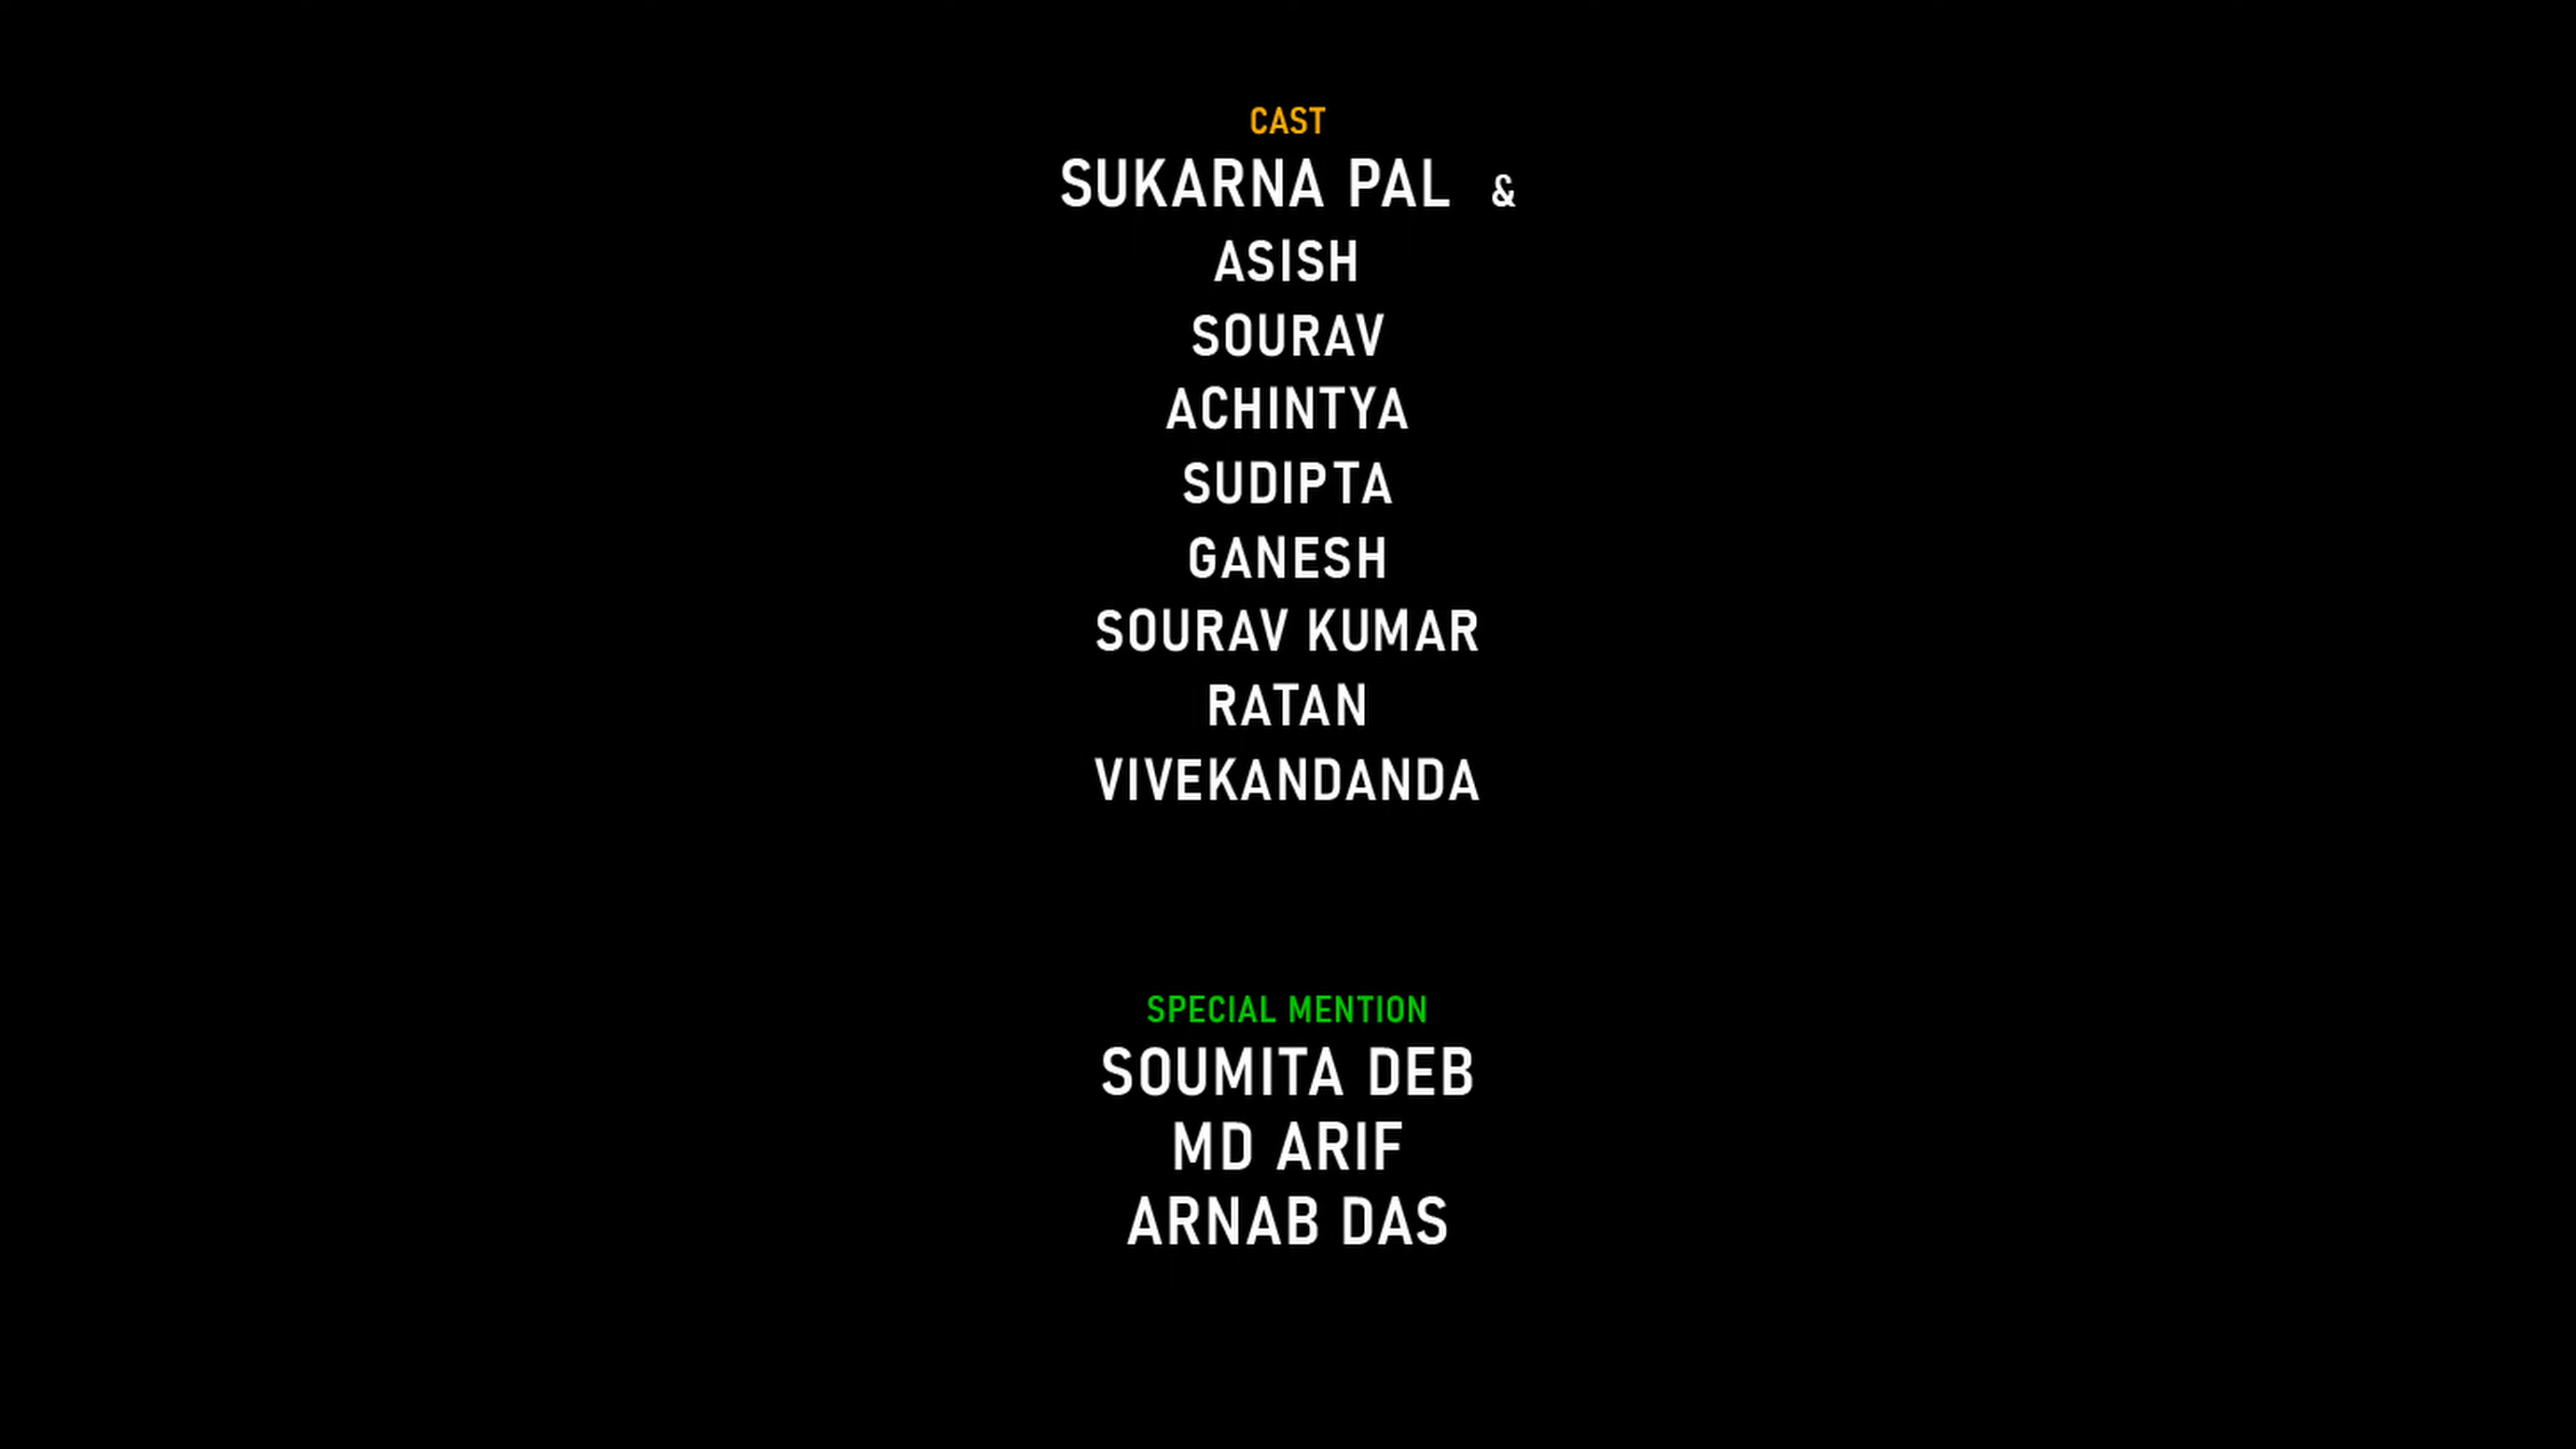 CAST
SUKARNA PAL &
ASISH
SOURAV
ACHINTYA
SUDIPTA
GANESH
SOURAV KUMAR
RATAN
VIVEKANDANDA
SPECIAL MENTION
SOUMITA DEB
MD ARIF
ARNAB DAS